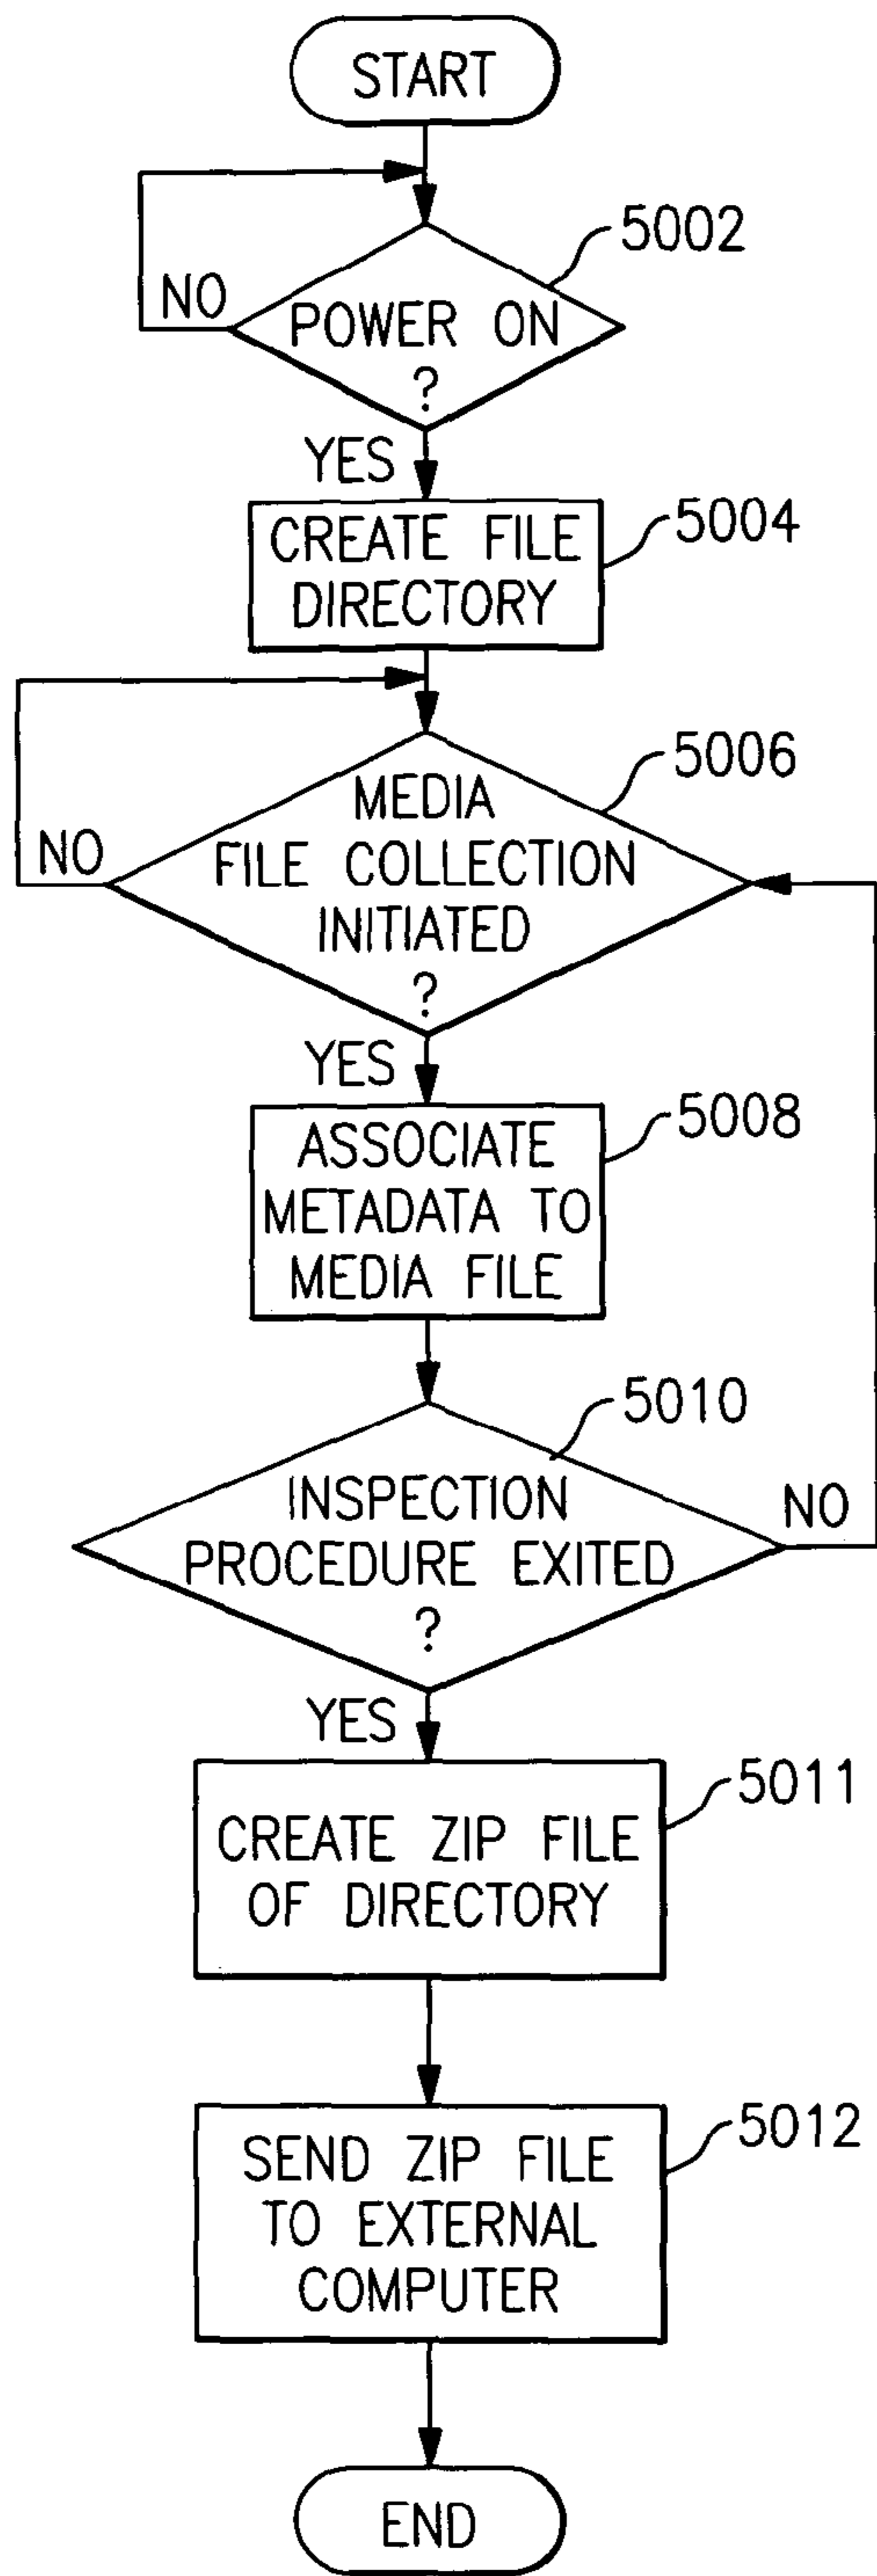 START
5002
NO
POWER ON
?
YES
5004
CREATE FILE
DIRECTORY
5006
MEDIA
NO
FILE COLLECTION
INITIATED
?
YES
5008
ASSOCIATE
METADATA TO
MEDIA FILE
5010
INSPECTION
NO
PROCEDURE EXITED
?
YES
5011
CREATE ZIP FILE
OF DIRECTORY
5012
SEND ZIP FILE
TO EXTERNAL
COMPUTER
END